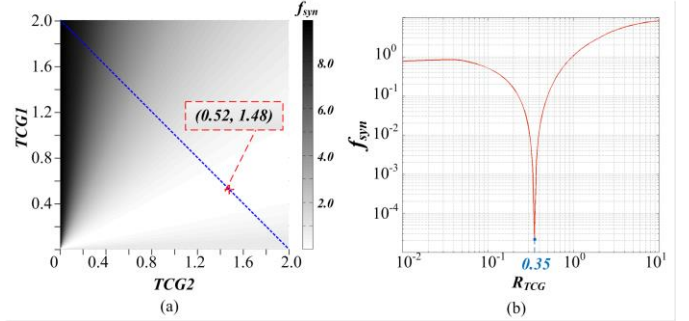 f_syn
2.0
1.6
1.2
0.8
0.4
TCG1
(0.52, 1.48)
8.0
6.0
4.0
2.0
0 0.4 0.8 1.2 1.6 2.0
TCG2
(a)
f_syn
10^0
10^-1
10^-2
10^-3
10^-4
0.35
10^-2 10^-1 10^0 10^1
R_TCG
(b)